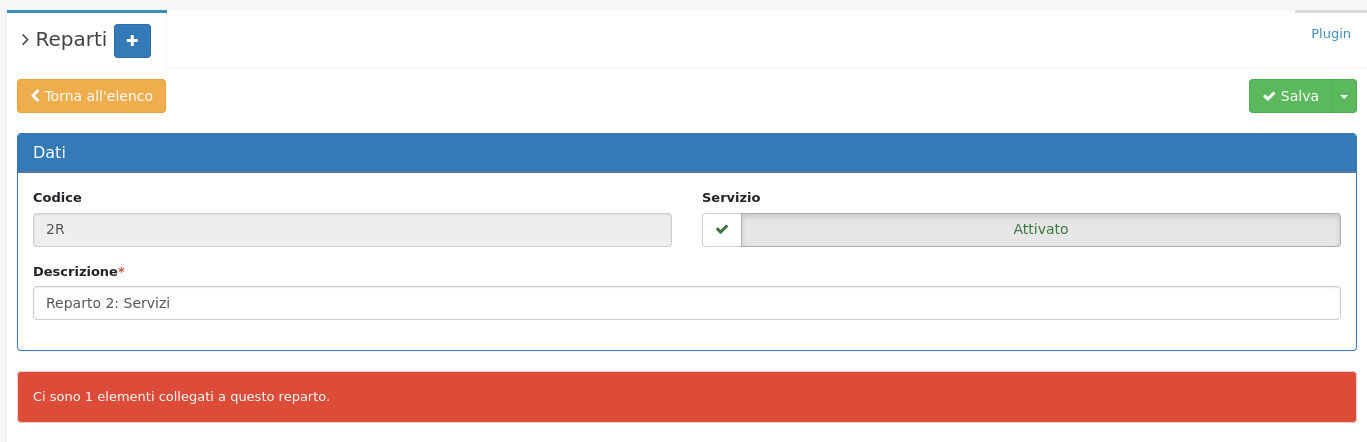 Reparti
Plugin
Torna all'elenco
Salva
Dati
Codice
Servizio
2R
Attivato
Descrizione*
Reparto 2: Servizi
Ci sono 1 elementi collegati a questo reparto.